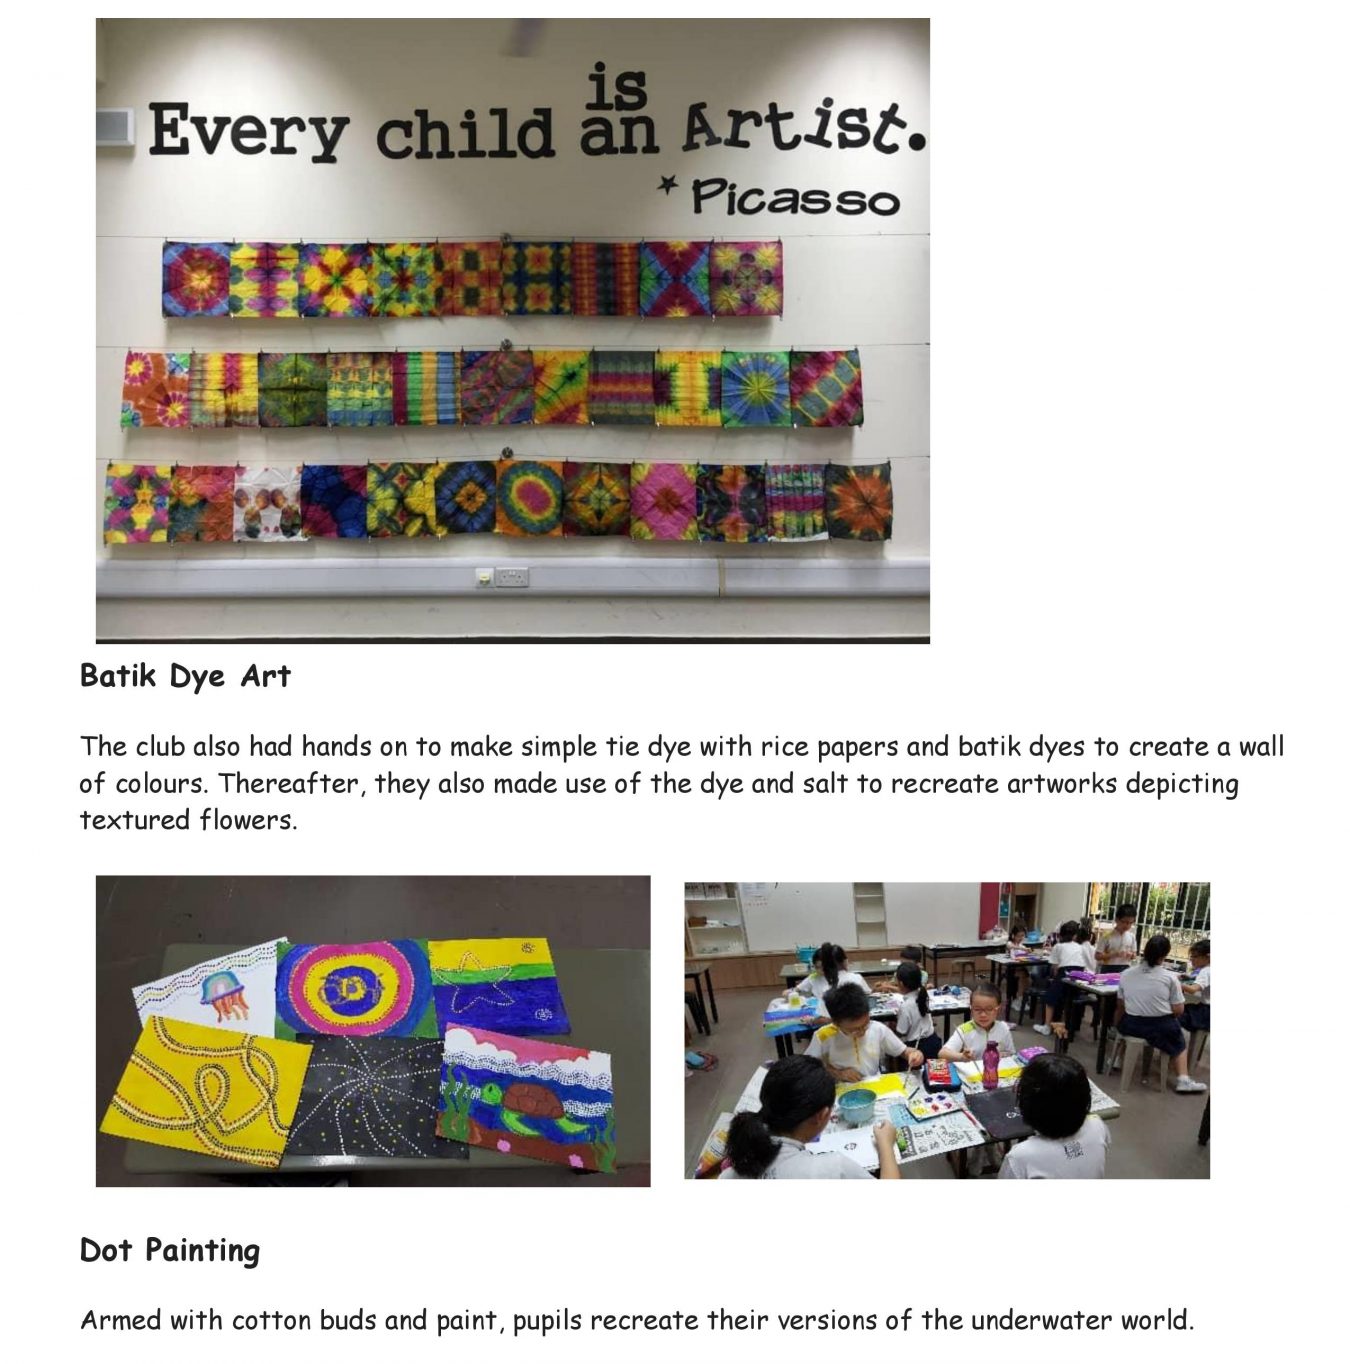 Every child is an Artist.
* Picasso
Batik Dye Art
The club also had hands on to make simple tie dye with rice papers and batik dyes to create a wall
of colours. Thereafter, they also made use of the dye and salt to recreate artworks depicting
textured flowers.
Dot Painting
Armed with cotton buds and paint, pupils recreate their versions of the underwater world.